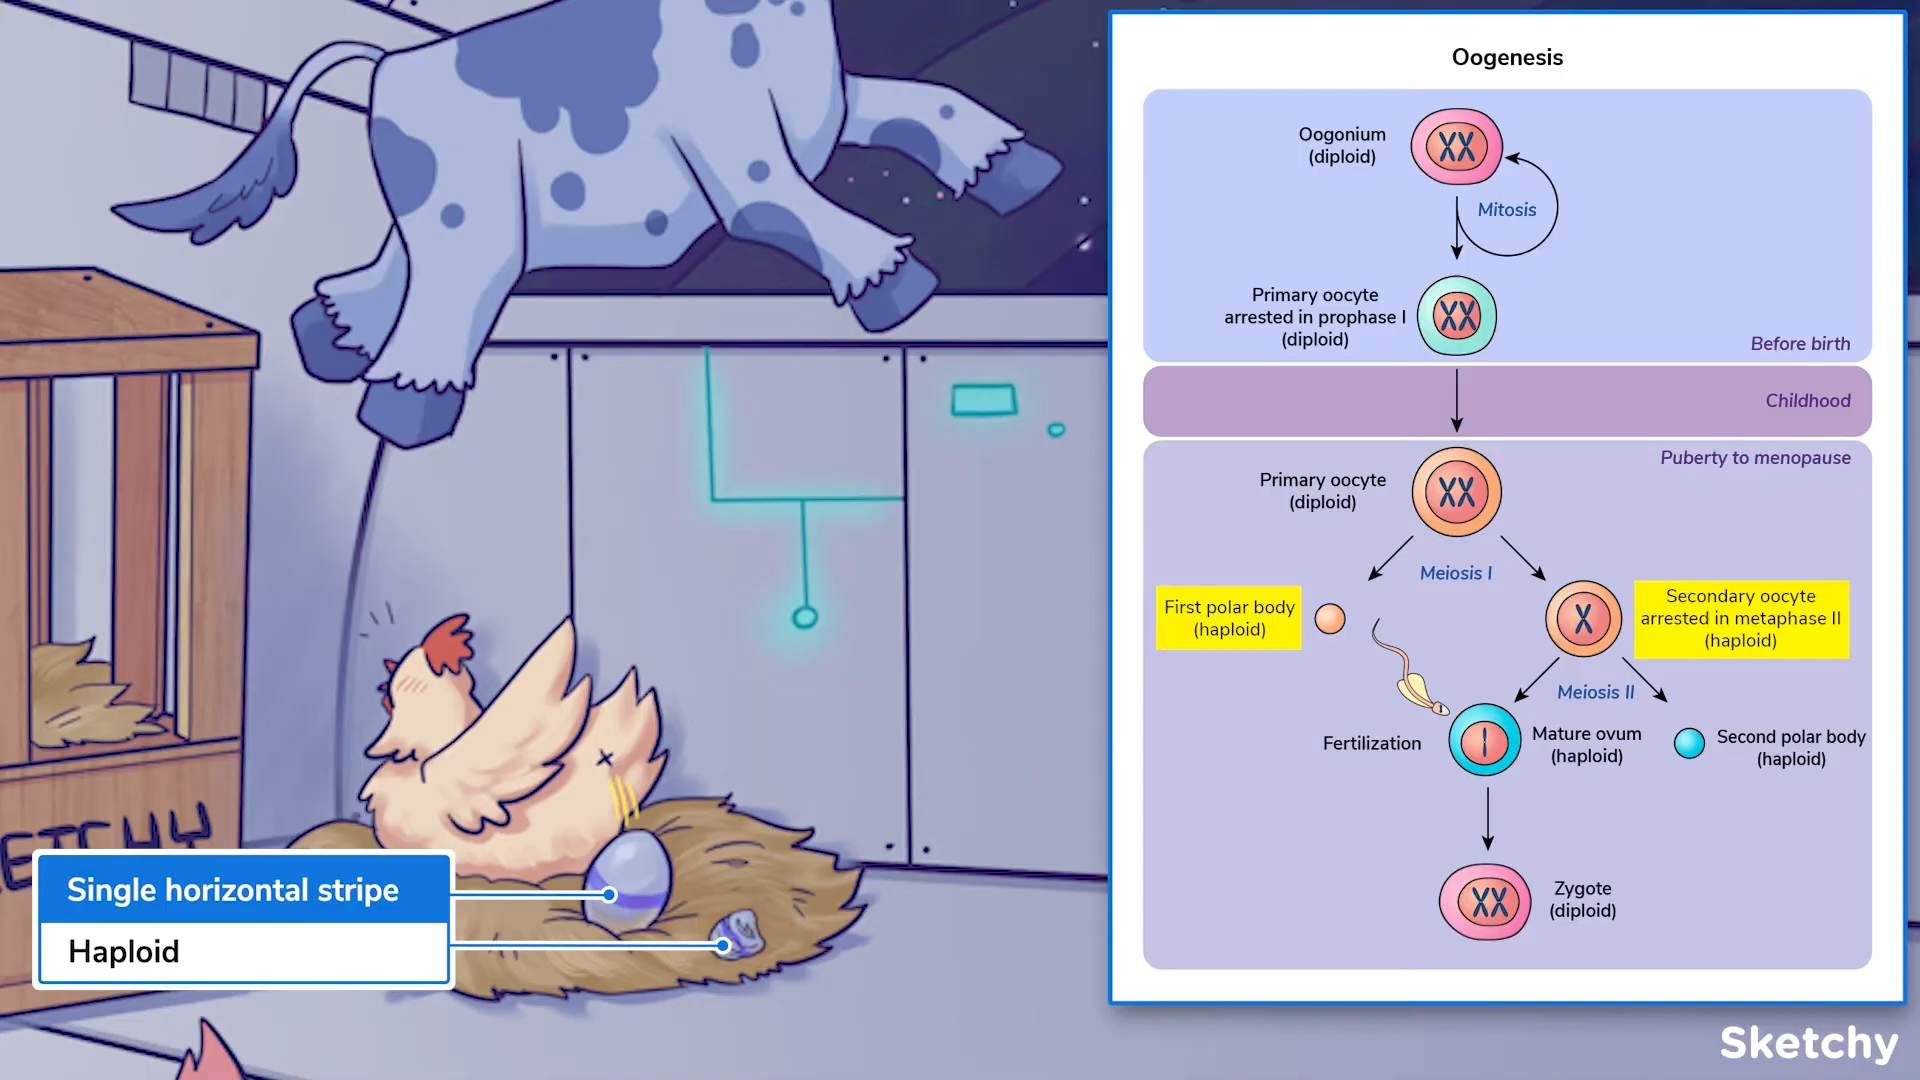 Oogenesis
Oogonium
(diploid)
Mitosis
Primary oocyte
arrested in prophase I
(diploid)
Before birth
Childhood
Puberty to menopause
Primary oocyte
(diploid)
Meiosis I
First polar body
(haploid)
Secondary oocyte
arrested in metaphase II
(haploid)
Meiosis II
Fertilization
Mature ovum
(haploid)
Second polar body
(haploid)
Zygote
(diploid)
ETCHY
Single horizontal stripe
Haploid
Sketchy